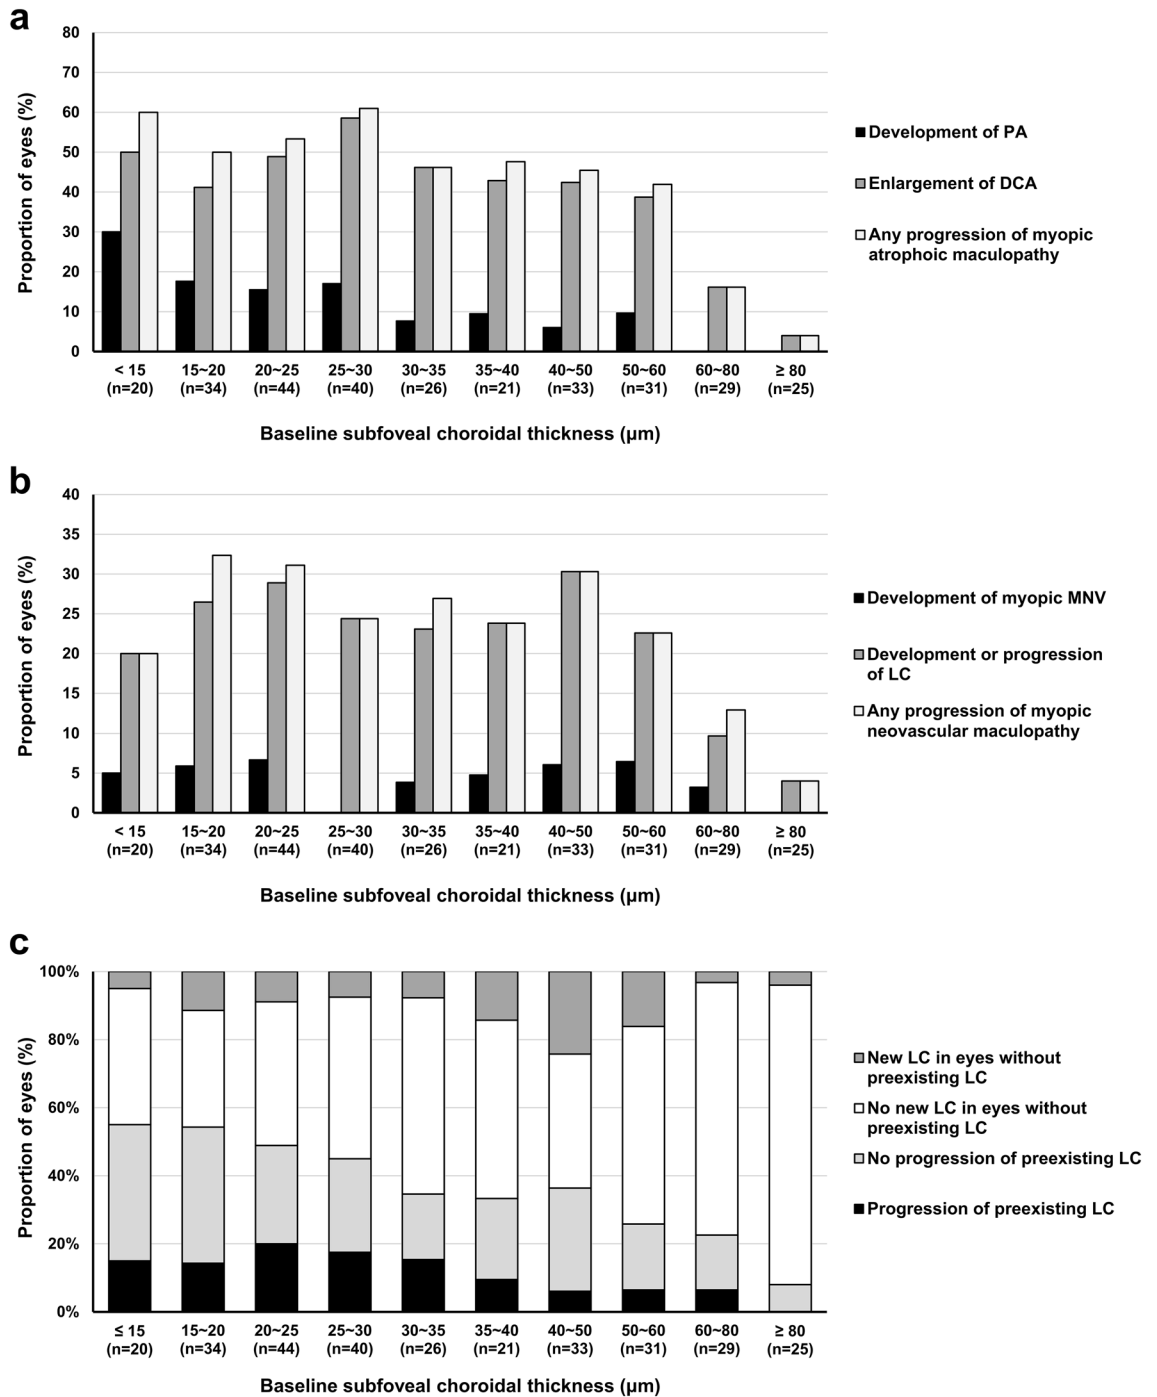 a
Proportion of eyes (%)
80
70
60
50
40
30
20
10
0
< 15 15~20 20~25 25~30 30~35 35~40 40~50 50~60 60~80 ≥ 80
(n=20) (n=34) (n=44) (n=40) (n=26) (n=21) (n=33) (n=31) (n=29) (n=25)
Baseline subfoveal choroidal thickness (µm)
Development of PA
Enlargement of DCA
Any progression of myopic
atrophoic maculopathy
b
Proportion of eyes (%)
40
35
30
25
20
15
10
5
0
< 15 15~20 20~25 25~30 30~35 35~40 40~50 50~60 60~80 ≥ 80
(n=20) (n=34) (n=44) (n=40) (n=26) (n=21) (n=33) (n=31) (n=29) (n=25)
Baseline subfoveal choroidal thickness (µm)
Development of myopic MNV
Development or progression
of LC
Any progression of myopic
neovascular maculopathy
c
Proportion of eyes (%)
100%
80%
60%
40%
20%
0%
≤ 15 15~20 20~25 25~30 30~35 35~40 40~50 50~60 60~80 ≥ 80
(n=20) (n=34) (n=44) (n=40) (n=26) (n=21) (n=33) (n=31) (n=29) (n=25)
Baseline subfoveal choroidal thickness (µm)
New LC in eyes without
preexisting LC
No new LC in eyes without
preexisting LC
No progression of preexisting LC
Progression of preexisting LC